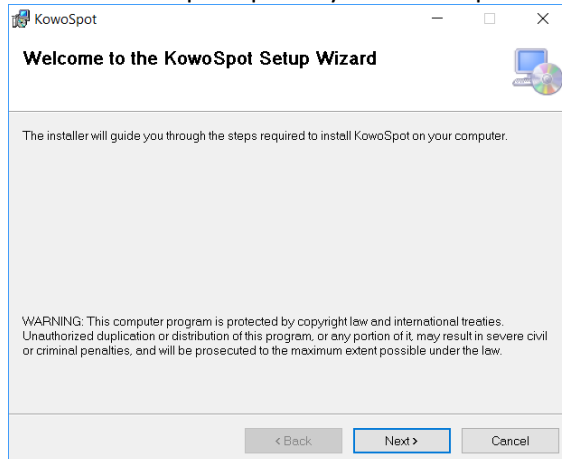 KowoSpot
Welcome to the KowoSpot Setup Wizard
The installer will guide you through the steps required to install KowoSpot on your computer.
WARNING: This computer program is protected by copyright law and international treaties.
Unauthorized duplication or distribution of this program, or any portion of it, may result in severe civil
or criminal penalties, and will be prosecuted to the maximum extent possible under the law.
< Back Next > Cancel